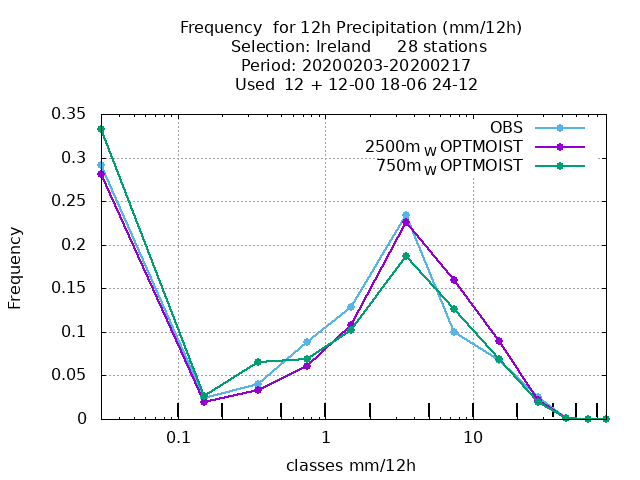 Frequency  for 12h Precipitation (mm/12h)
Selection: Ireland     28 stations
Period: 20200203-20200217
Used  12 + 12-00 18-06 24-12
OBS
2500m_W OPTMOIST
750m_W OPTMOIST
0.35
0.3
0.25
0.2
0.15
0.1
0.05
0
Frequency
0.1 1 10
classes mm/12h